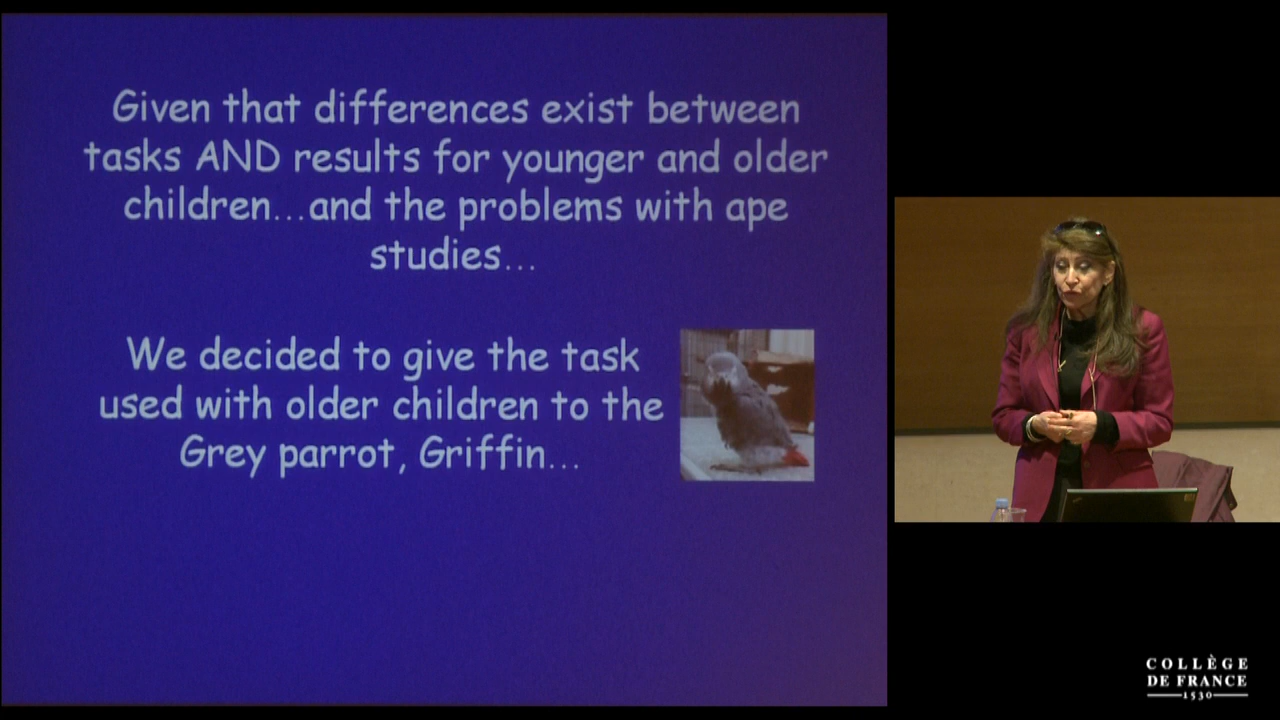 Given that differences exist between
tasks AND results for younger and older
children...and the problems with ape
studies...
We decided to give the task
used with older children to the
Grey parrot, Griffin...
COLLÈGE
DE FRANCE
1530